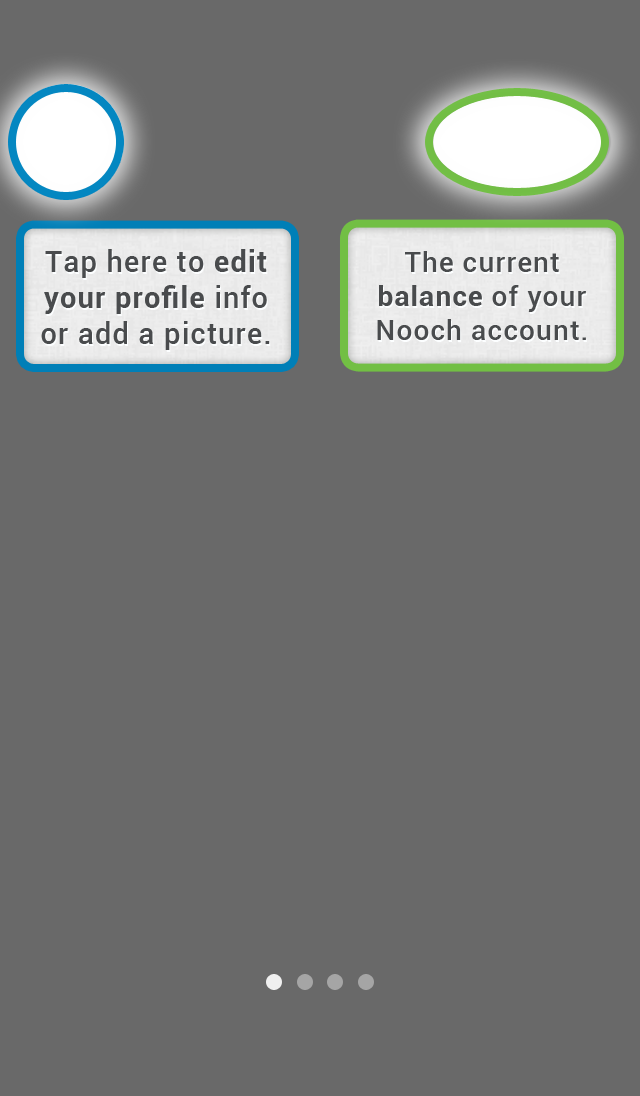 Tap here to edit
your profile info
or add a picture.
The current
balance of your
Nooch account.